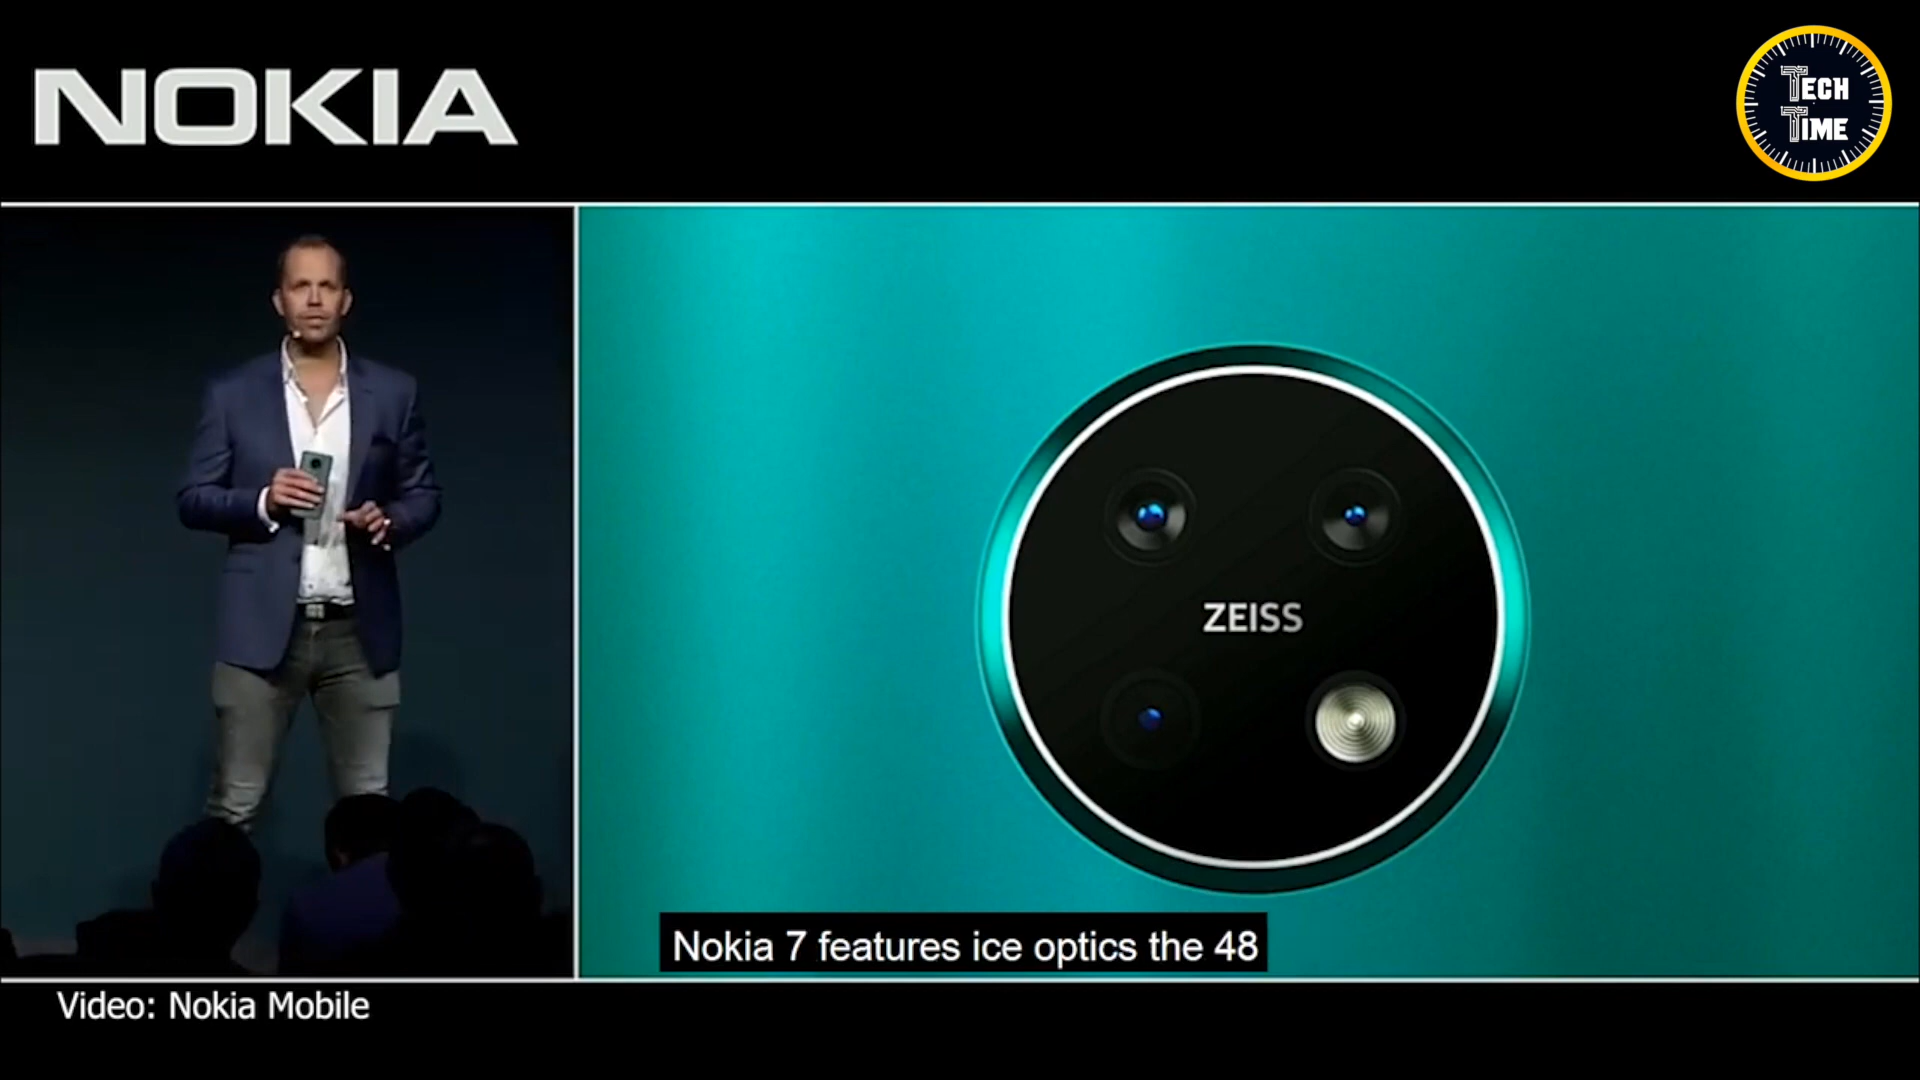 NOKIA
TECH
TIME
ZEISS
Nokia 7 features ice optics the 48
Video: Nokia Mobile